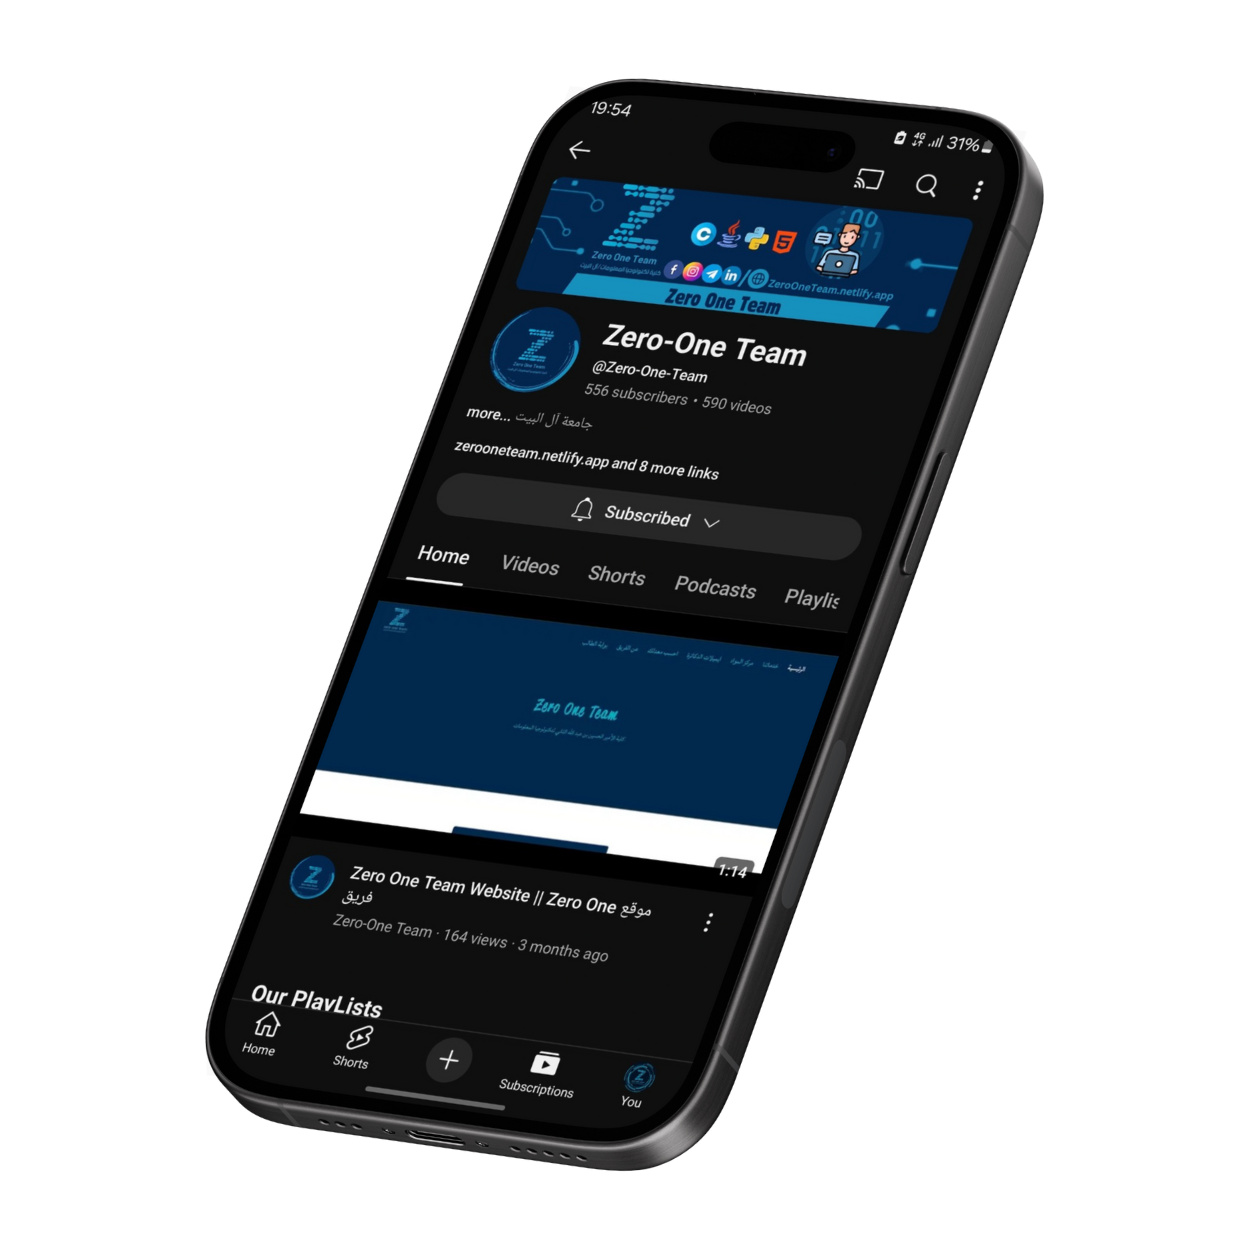 19:54
4G 31%
Zero One Team
ZeroOneTeam.netlify.app
Zero One Team
Zero-One Team
@Zero-One-Team
556 subscribers • 590 videos
more... جامعة آل البيت
zerooneteam.netlify.app and 8 more links
Subscribed
Home Videos Shorts Podcasts Playlis
الرئيسية
Zero One Team
1:14
Zero One Team Website || Zero One موقع
فريق
Zero-One Team · 164 views · 3 months ago
Our PlayLists
Home Shorts Subscriptions You